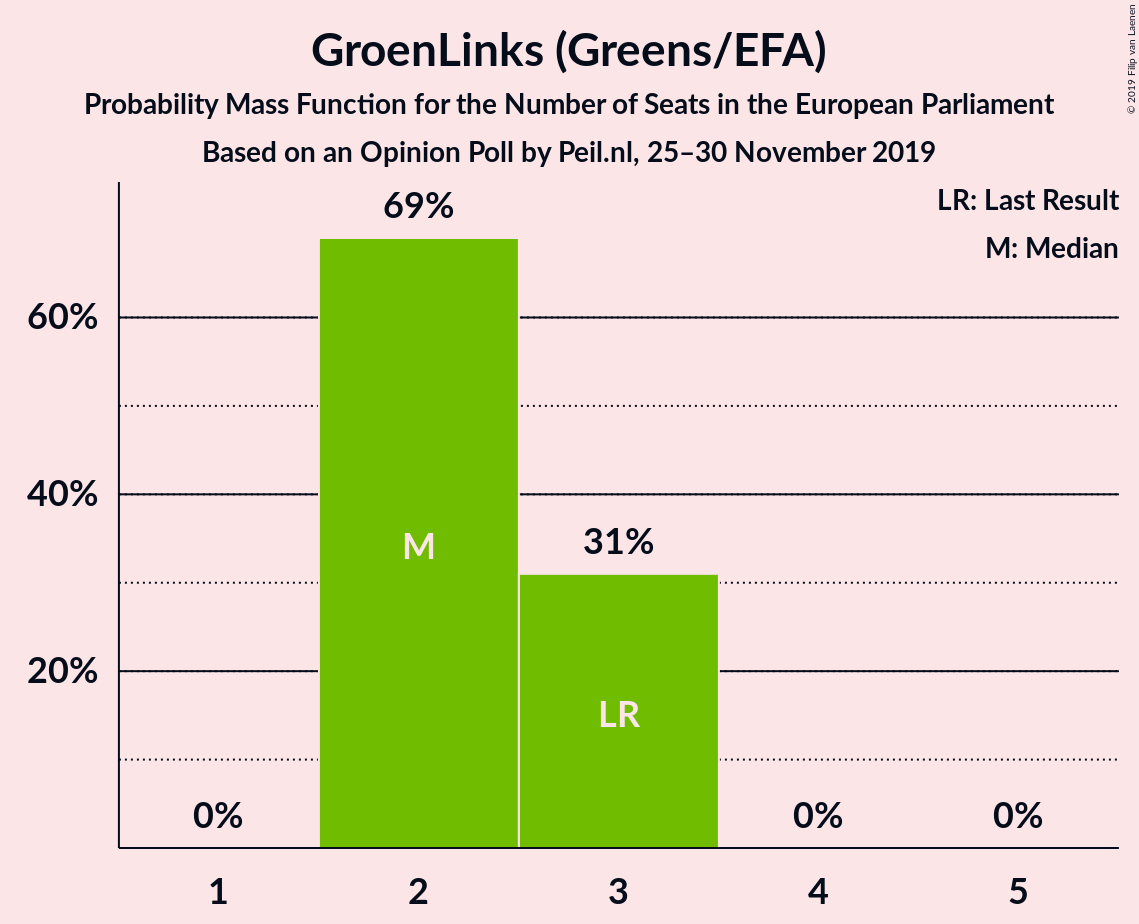 GroenLinks (Greens/EFA)
Probability Mass Function for the Number of Seats in the European Parliament
Based on an Opinion Poll by Peil.nl, 25–30 November 2019
© 2019 Filip van Laenen
LR: Last Result
M: Median
69%
60%
40%
M
31%
20%
LR
0%
0%
0%
1
2
3
4
5